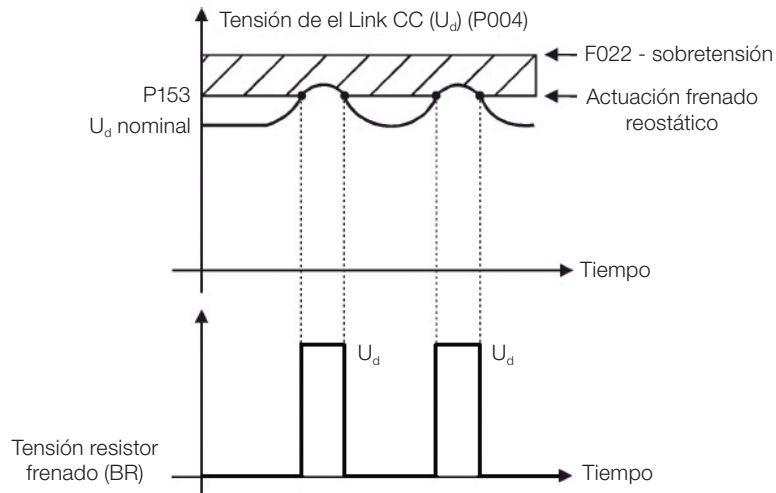 Tensión de el Link CC (Ud) (P004)
F022 - sobretensión
P153
Actuación frenado
reostático
Ud nominal
Tiempo
Ud
Ud
Tensión resistor
frenado (BR)
Tiempo